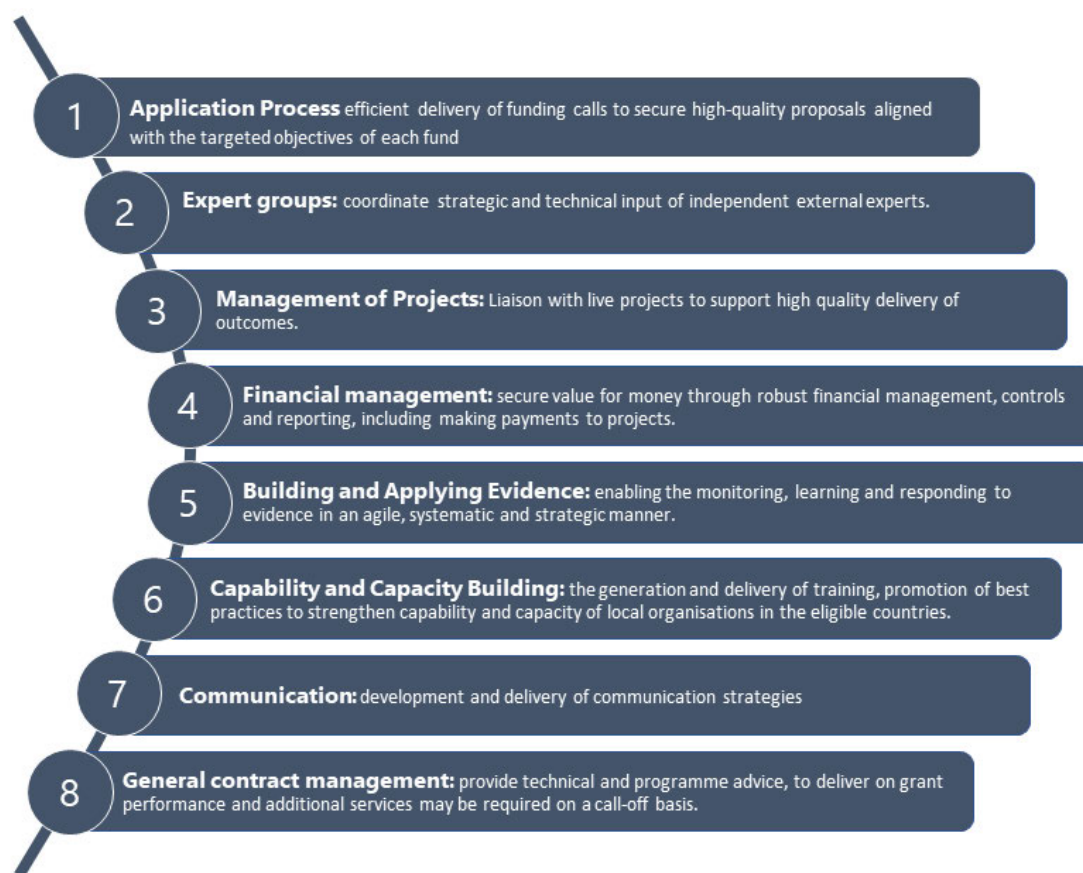 1
Application Process efficient delivery of funding calls to secure high-quality proposals aligned
with the targeted objectives of each fund
2
Expert groups: coordinate strategic and technical input of independent external experts.
3
Management of Projects: Liaison with live projects to support high quality delivery of
outcomes.
4
Financial management: secure value for money through robust financial management, controls
and reporting, including making payments to projects.
5
Building and Applying Evidence: enabling the monitoring, learning and responding to
evidence in an agile, systematic and strategic manner.
6
Capability and Capacity Building: the generation and delivery of training, promotion of best
practices to strengthen capability and capacity of local organisations in the eligible countries.
7
Communication: development and delivery of communication strategies
8
General contract management: provide technical and programme advice, to deliver on grant
performance and additional services may be required on a call-off basis.